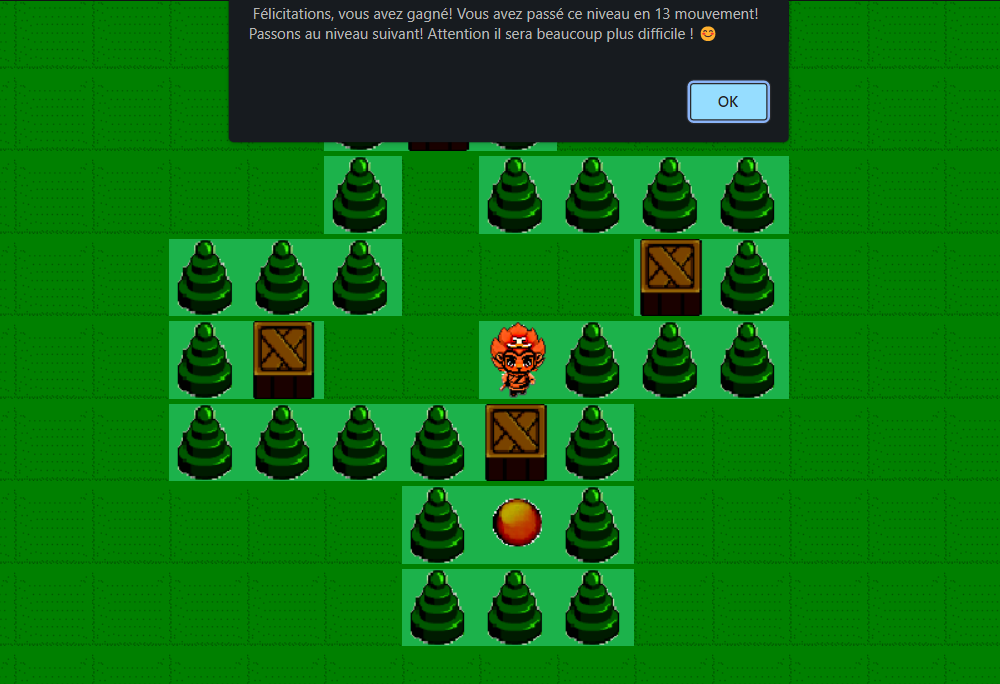 Félicitations, vous avez gagné! Vous avez passé ce niveau en 13 mouvement!
Passons au niveau suivant! Attention il sera beaucoup plus difficile ! 😊
OK